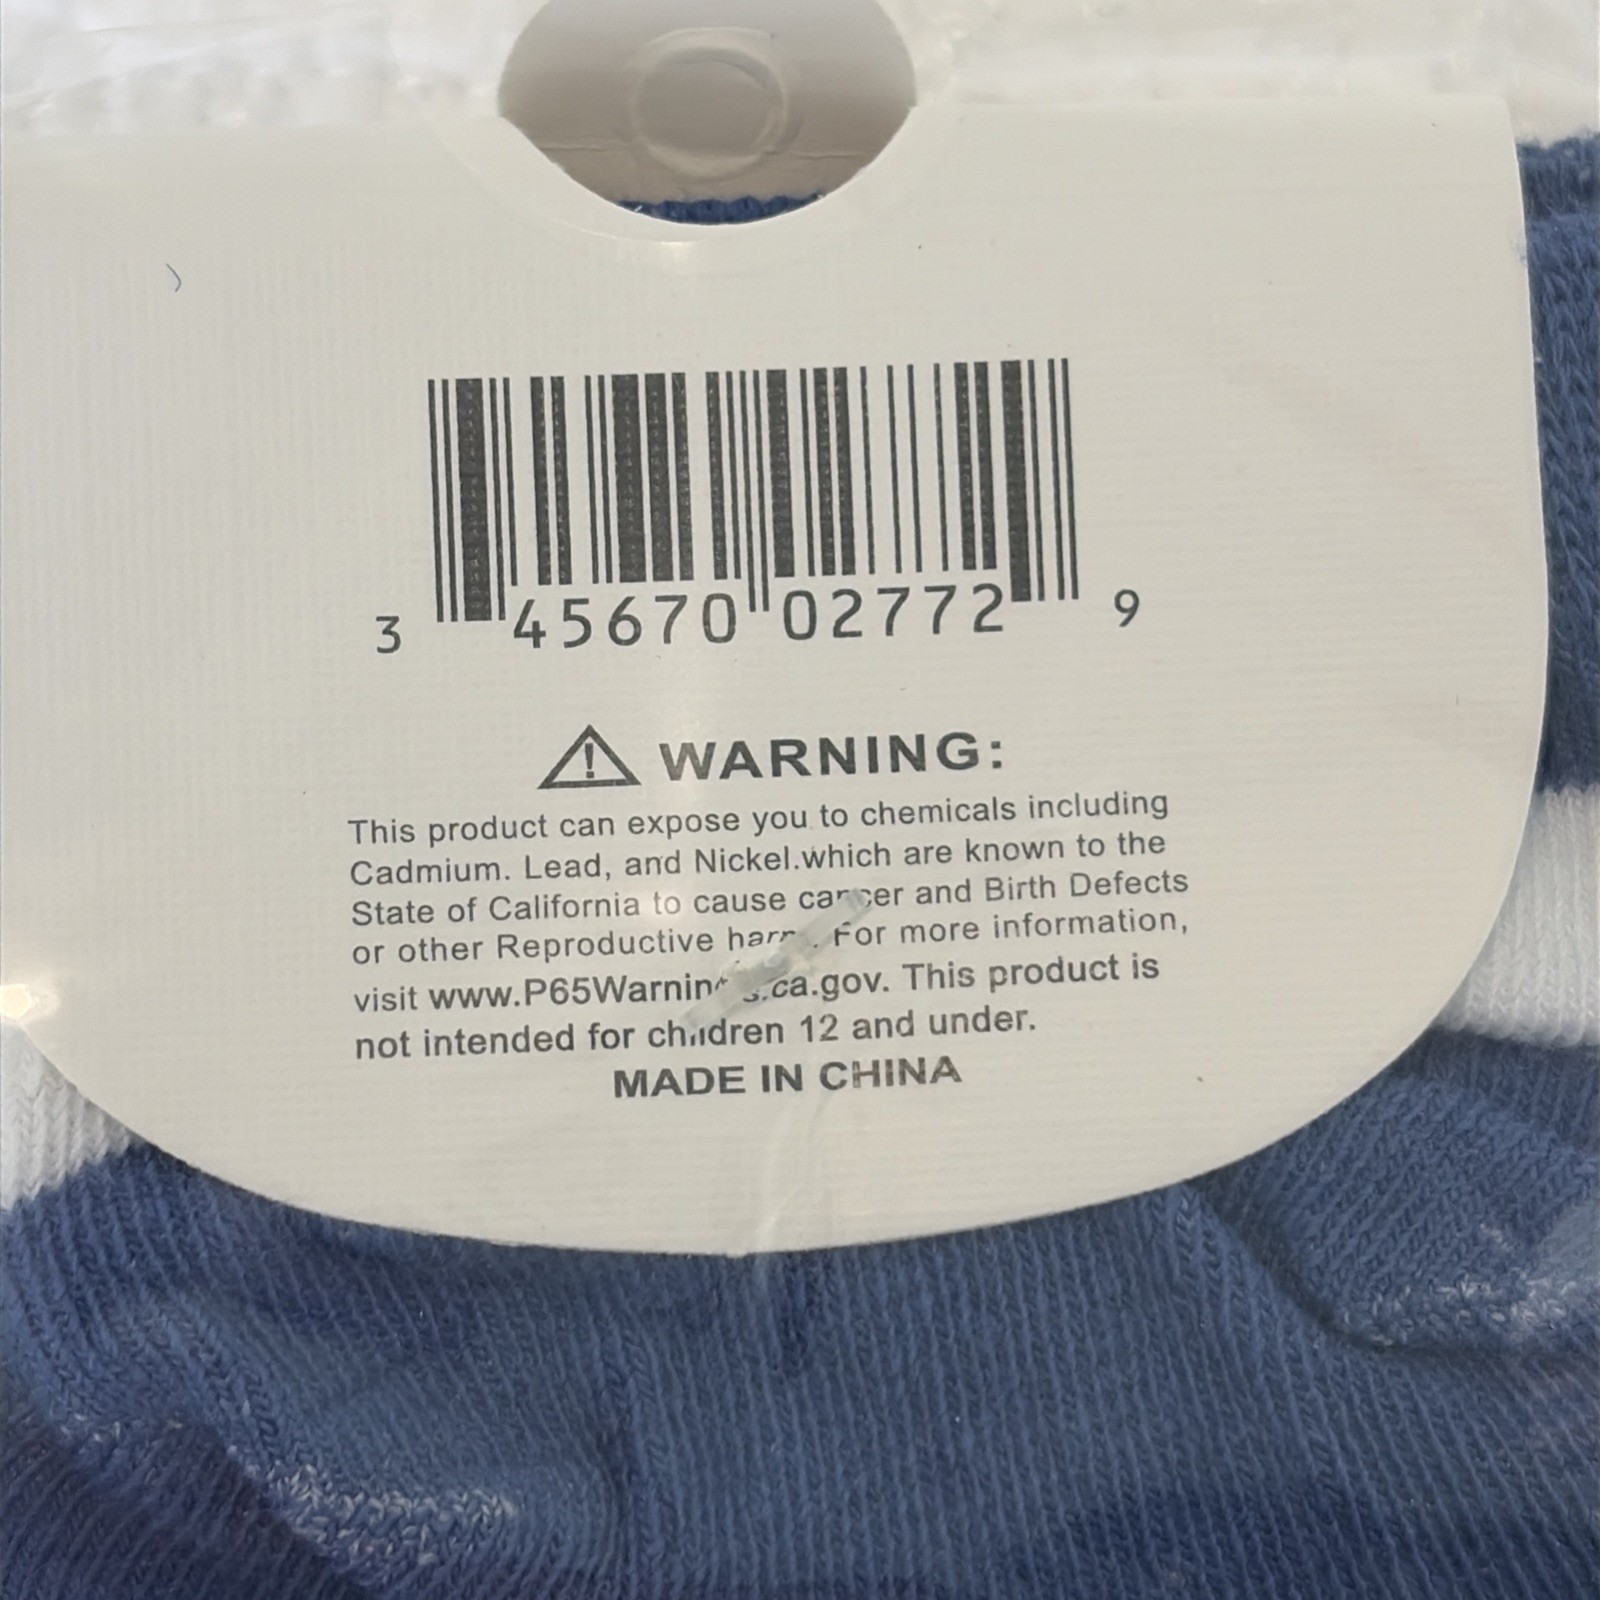 3 45670 02772 9
WARNING:
This product can expose you to chemicals including
Cadmium. Lead, and Nickel.which are known to the
State of California to cause cancer and Birth Defects
or other Reproductive harm. For more information,
visit www.P65Warnings.ca.gov. This product is
not intended for children 12 and under.
MADE IN CHINA